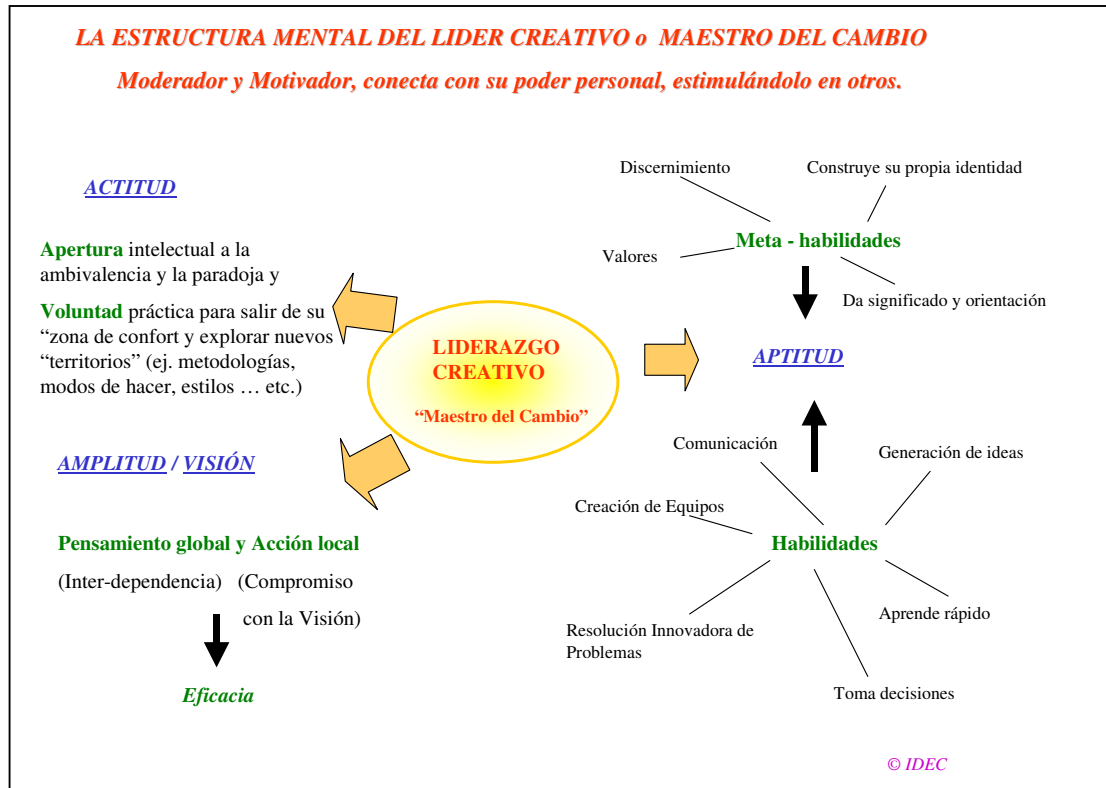 LA ESTRUCTURA MENTAL DEL LIDER CREATIVO o MAESTRO DEL CAMBIO
Moderador y Motivador, conecta con su poder personal, estimulándolo en otros.
ACTITUD
Apertura intelectual a la
ambivalencia y la paradoja y
Voluntad práctica para salir de su
“zona de confort y explorar nuevos
“territorios” (ej. metodologías,
modos de hacer, estilos … etc.)
AMPLITUD / VISIÓN
Pensamiento global y Acción local
(Inter-dependencia) (Compromiso
con la Visión)
Eficacia
LIDERAZGO
CREATIVO
“Maestro del Cambio”
Discernimiento
Construye su propia identidad
Meta - habilidades
Valores
Da significado y orientación
APTITUD
Comunicación
Generación de ideas
Creación de Equipos
Habilidades
Aprende rápido
Resolución Innovadora de
Problemas
Toma decisiones
© IDEC